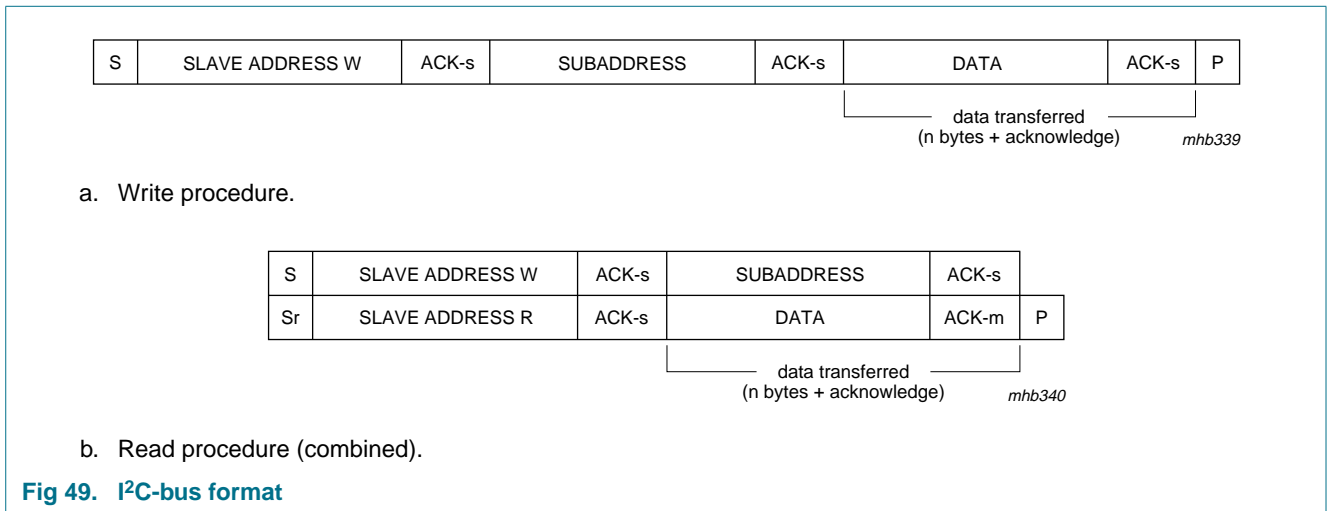 S SLAVE ADDRESS W ACK-s SUBADDRESS ACK-s DATA ACK-s P
data transferred
(n bytes + acknowledge)
mhb339
a. Write procedure.
S SLAVE ADDRESS W ACK-s SUBADDRESS ACK-s
Sr SLAVE ADDRESS R ACK-s DATA ACK-m P
data transferred
(n bytes + acknowledge)
mhb340
b. Read procedure (combined).
Fig 49. I²C-bus format